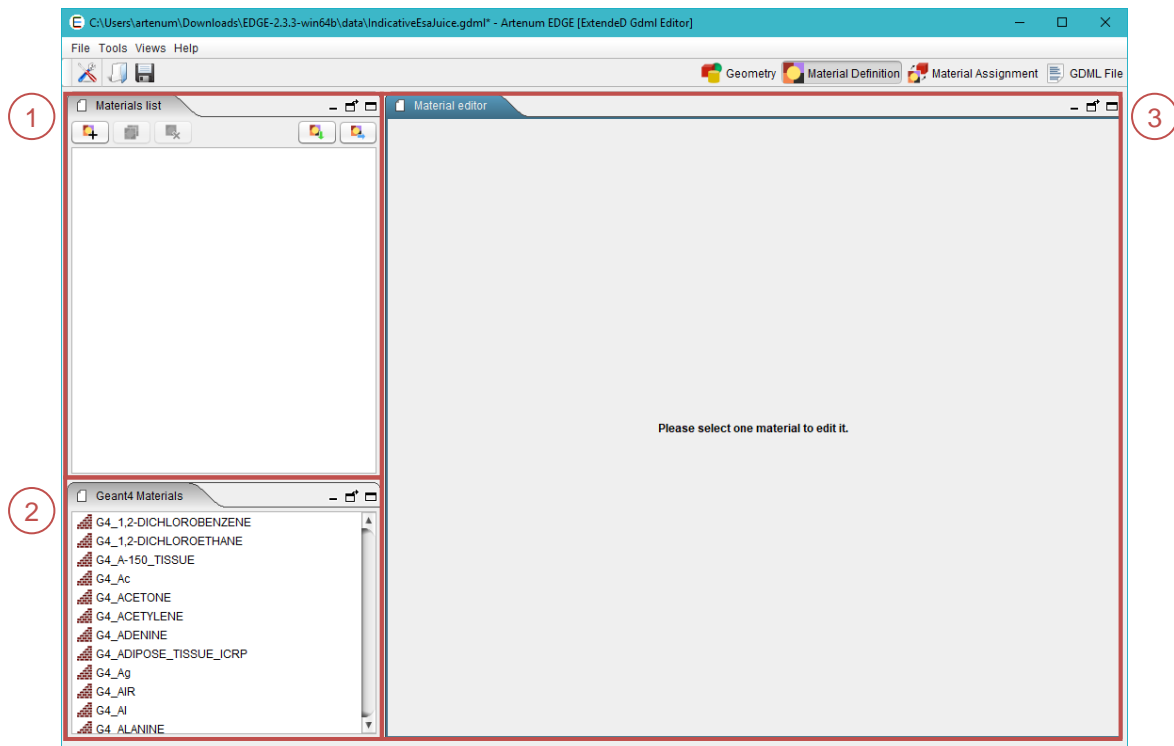 C:\Users\artenum\Downloads\EDGE-2.3.3-win64b\data\IndicativeEsaJuice.gdml* - Artenum EDGE [ExtendeD Gdml Editor]
File Tools Views Help
Geometry Material Definition Material Assignment GDML File
1
Materials list
Material editor
3
Please select one material to edit it.
2
Geant4 Materials
G4_1,2-DICHLOROBENZENE
G4_1,2-DICHLOROETHANE
G4_A-150_TISSUE
G4_Ac
G4_ACETONE
G4_ACETYLENE
G4_ADENINE
G4_ADIPOSE_TISSUE_ICRP
G4_Ag
G4_AIR
G4_Al
G4_ALANINE